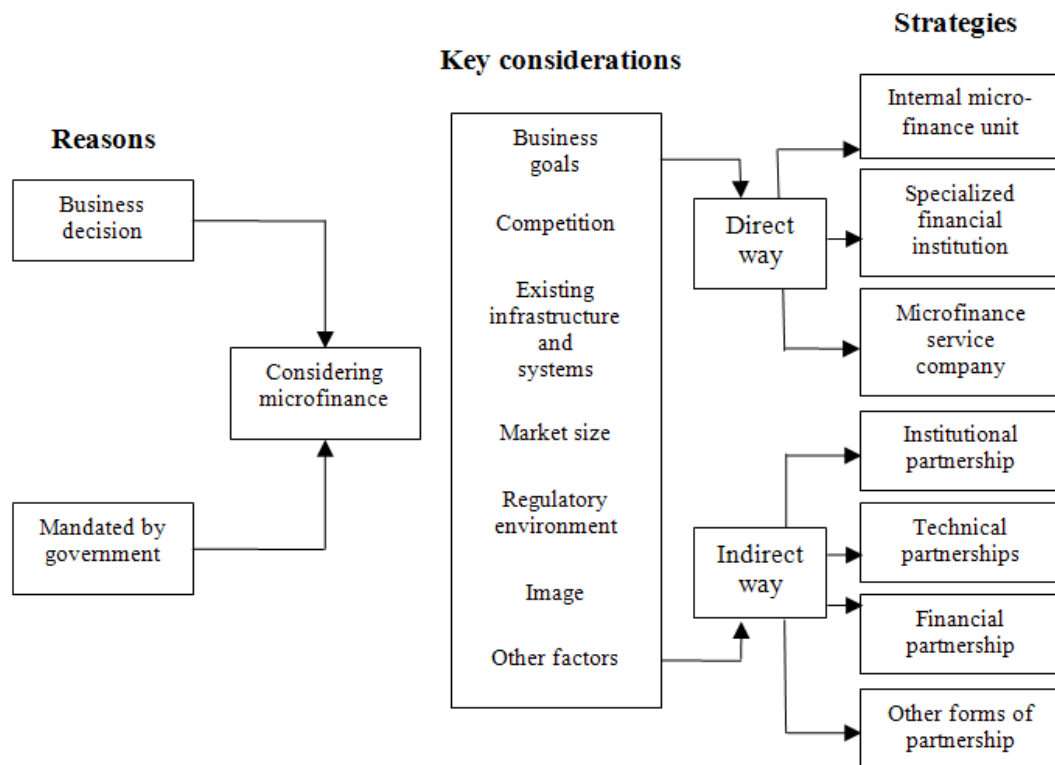 Reasons
Business
decision
Considering
microfinance
Mandated by
government
Key considerations
Business
goals
Competition
Existing
infrastructure
and
systems
Market size
Regulatory
environment
Image
Other factors
Direct
way
Indirect
way
Strategies
Internal micro-
finance unit
Specialized
financial
institution
Microfinance
service
company
Institutional
partnership
Technical
partnerships
Financial
partnership
Other forms of
partnership